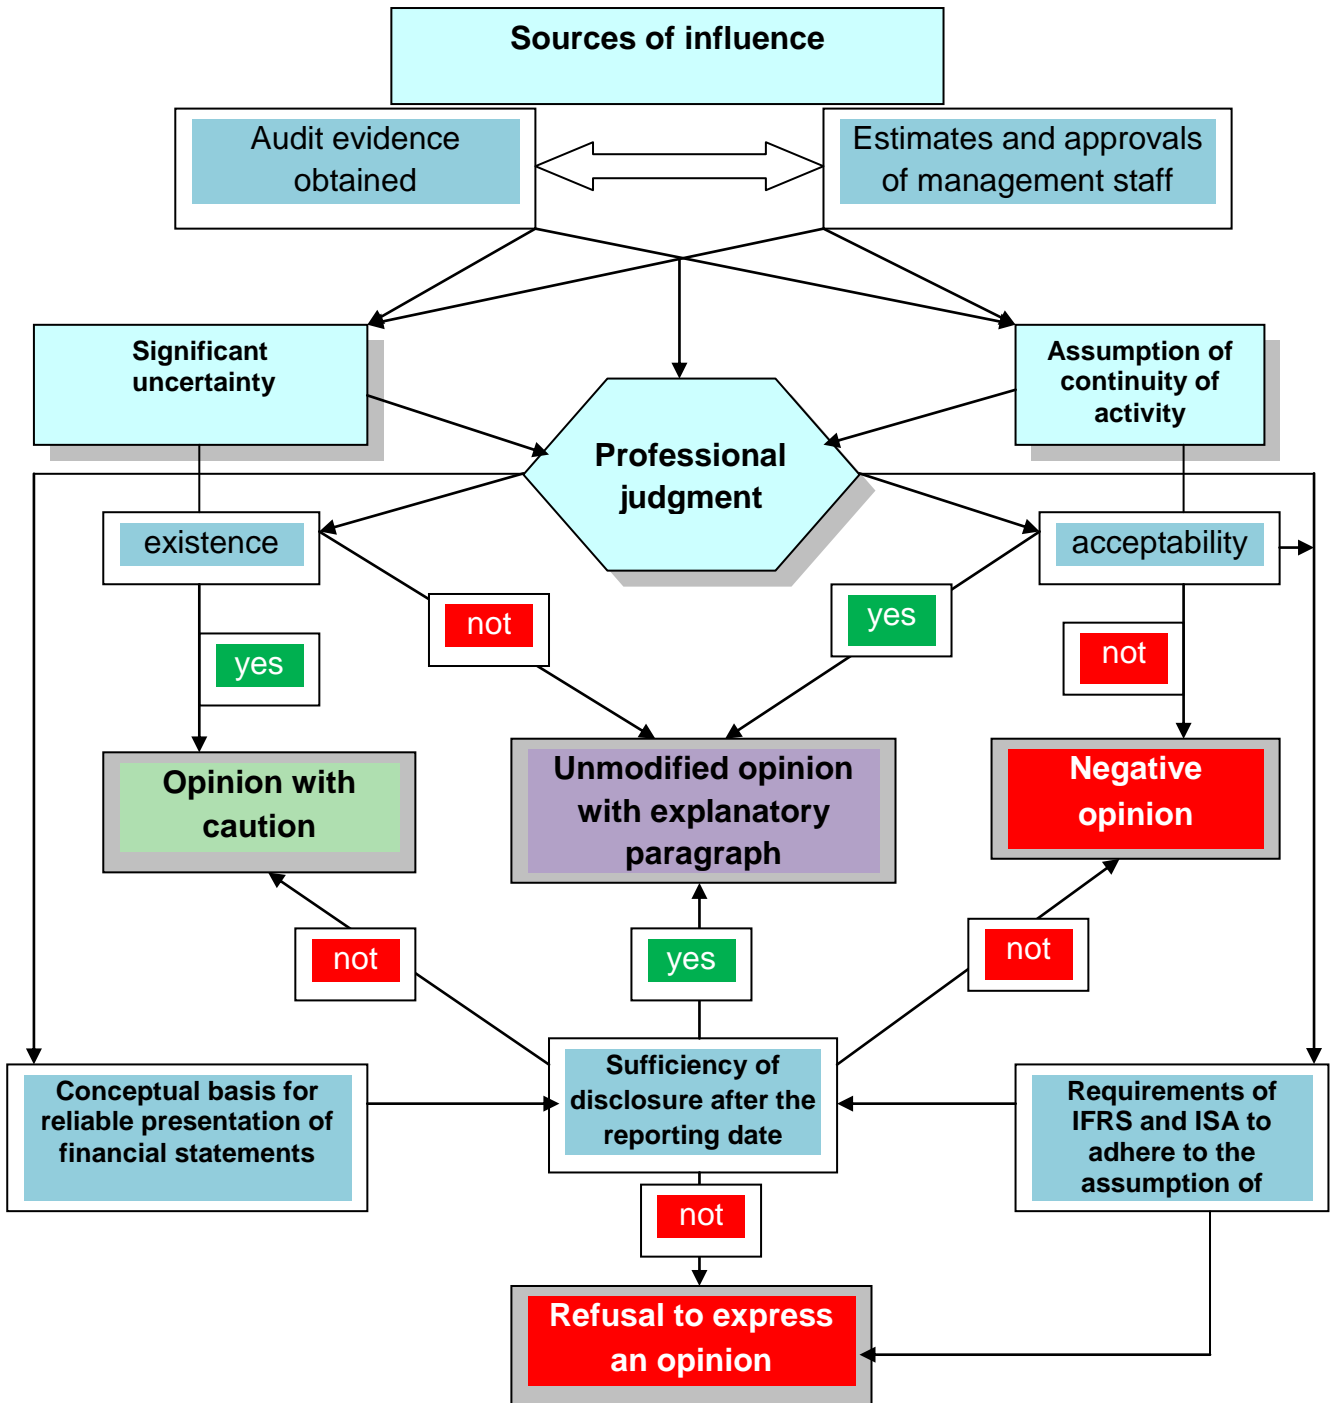 Sources of influence
Audit evidence
obtained
Estimates and approvals
of management staff
Significant
uncertainty
Assumption of
continuity of
activity
Professional
judgment
existence
acceptability
not
yes
yes
not
Opinion with
caution
Unmodified opinion
with explanatory
paragraph
Negative
opinion
not
yes
not
Conceptual basis for
reliable presentation of
financial statements
Sufficiency of
disclosure after the
reporting date
Requirements of
IFRS and ISA to
adhere to the
assumption of
not
Refusal to express
an opinion